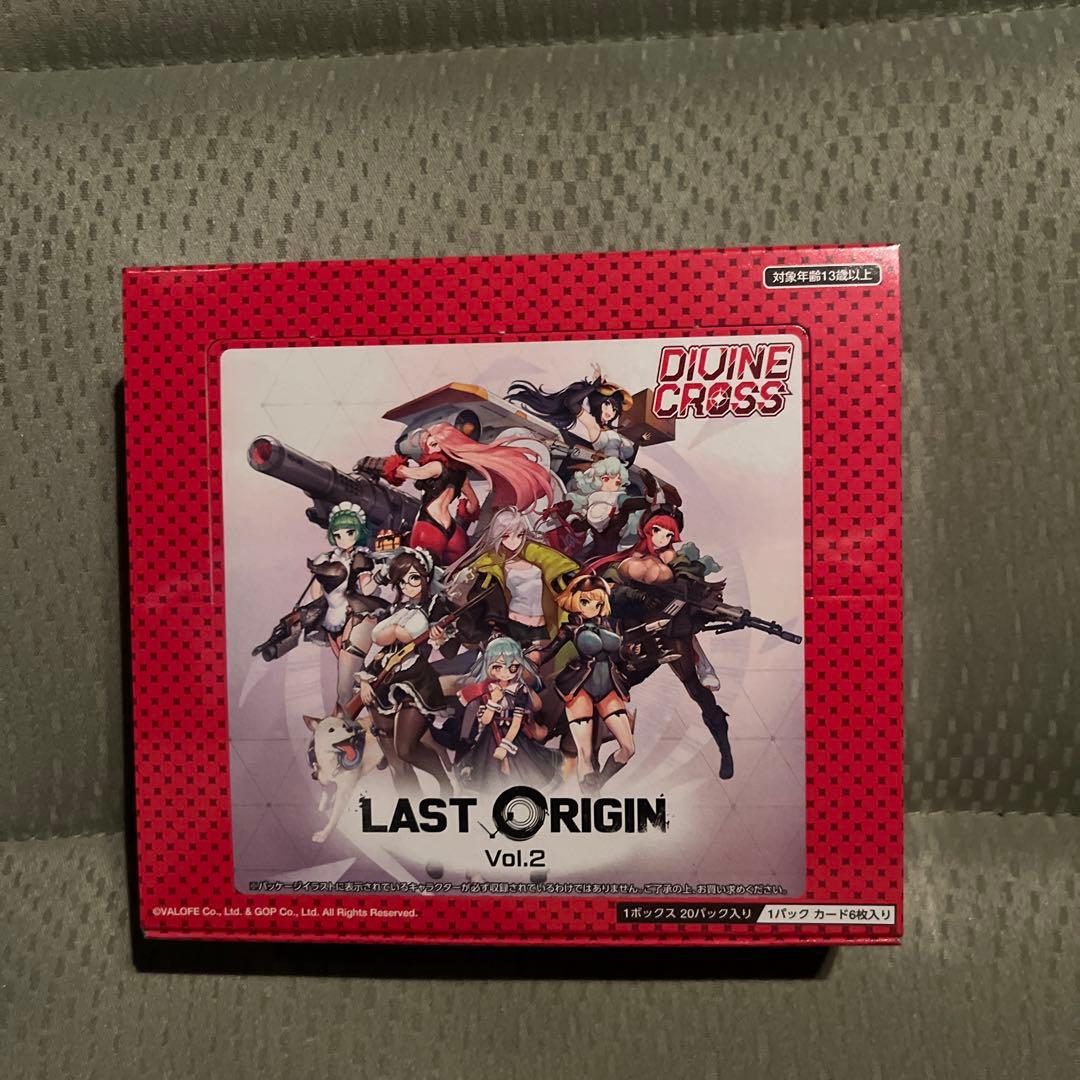 対象年齢13歳以上
DIVINE
CROSS
LAST ORIGIN
Vol.2
※パッケージイラストに表示されているキャラクターが必ず収録されているわけではありません。ご了承の上、お買い求めください。
©VALOFE Co., Ltd. & GOP Co., Ltd. All Rights Reserved.
1ボックス 20パック入り 1パック カード6枚入り